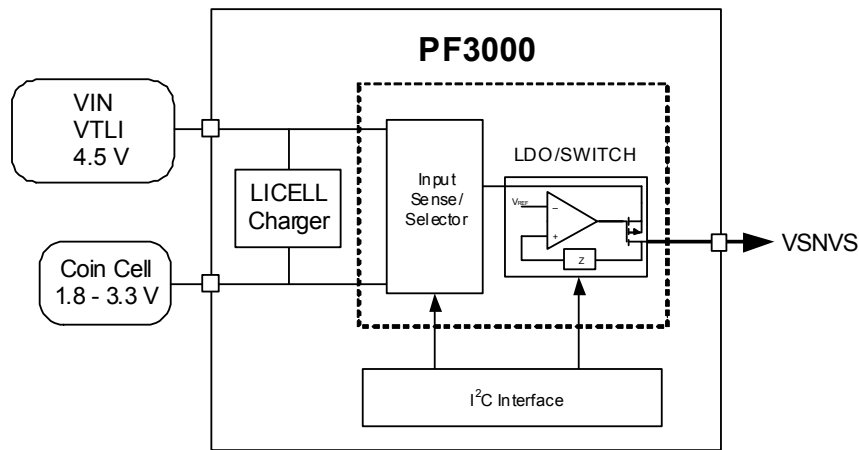 PF3000
VIN
VTLI
4.5 V
LICELL
Charger
Coin Cell
1.8 - 3.3 V
Input
Sense/
Selector
LDO/SWITCH
VREF
−
+
Z
VSNVS
I²C Interface